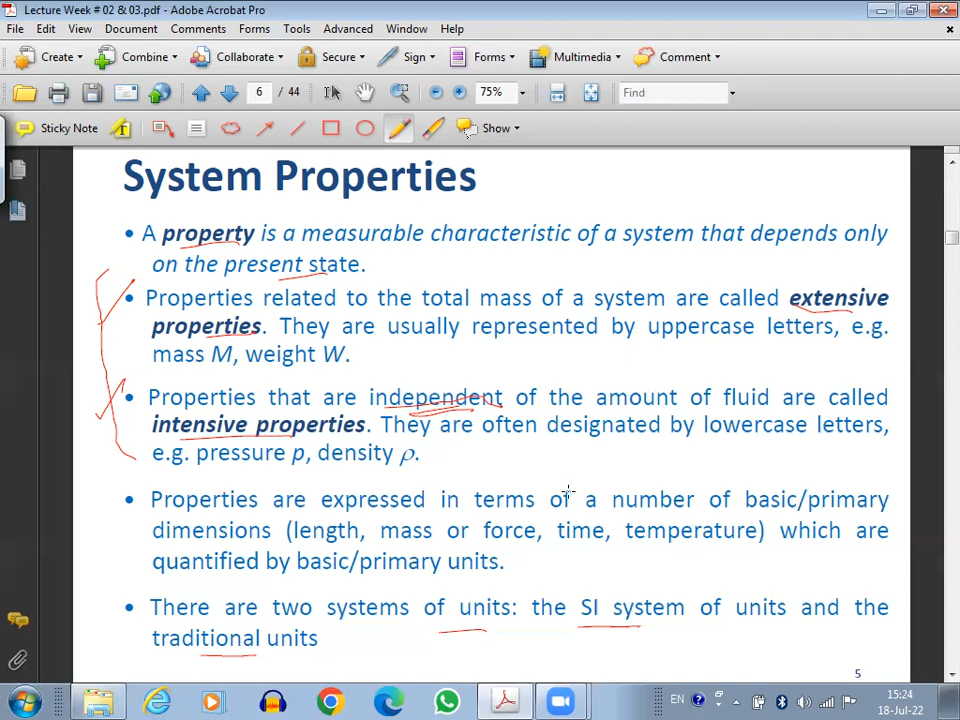 Lecture Week # 02 & 03.pdf - Adobe Acrobat Pro
File Edit View Document Comments Forms Tools Advanced Window Help
Create Combine Collaborate Secure Sign Forms Multimedia Comment
6 / 44 75% Find
Sticky Note Show
System Properties
• A property is a measurable characteristic of a system that depends only
on the present state.
• Properties related to the total mass of a system are called extensive
properties. They are usually represented by uppercase letters, e.g.
mass M, weight W.
• Properties that are independent of the amount of fluid are called
intensive properties. They are often designated by lowercase letters,
e.g. pressure p, density ρ.
• Properties are expressed in terms of a number of basic/primary
dimensions (length, mass or force, time, temperature) which are
quantified by basic/primary units.
• There are two systems of units: the SI system of units and the
traditional units
5
EN 15:24
18-Jul-22